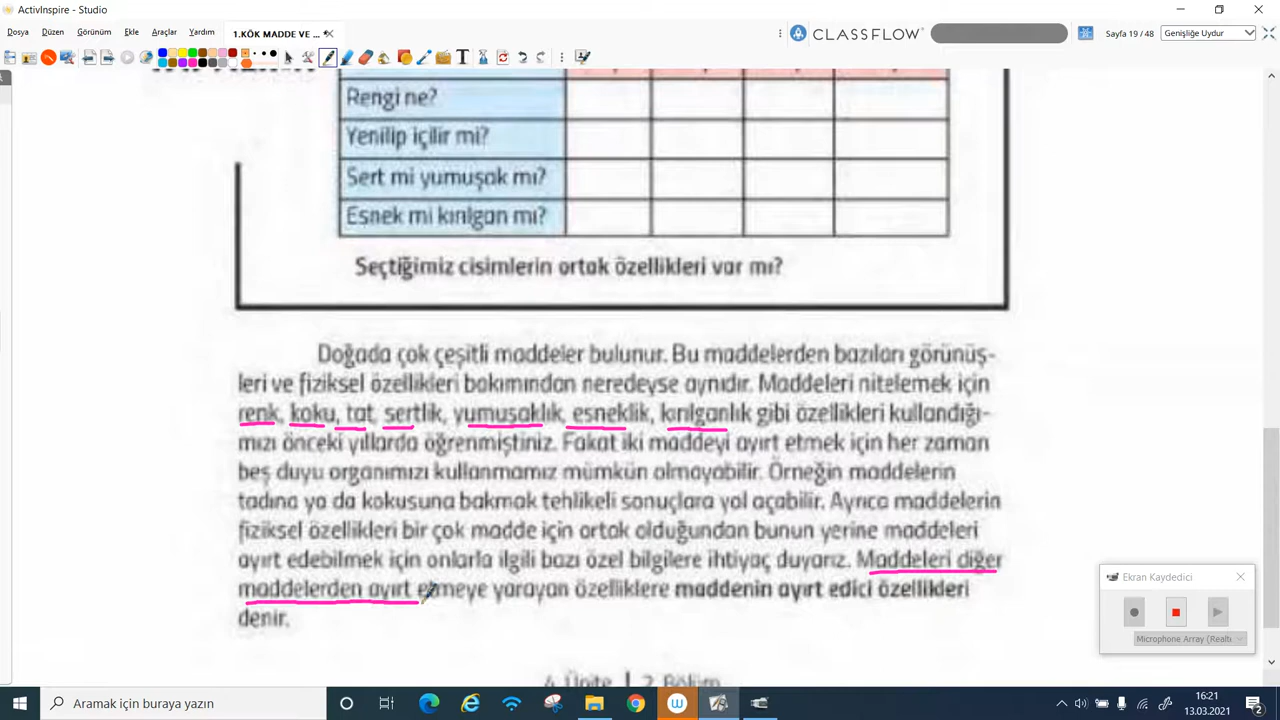 ActivInspire - Studio
Dosya Düzen Görünüm Ekle Araçlar Yardım
1.KÖK MADDE VE ...
CLASSFLOW
Sayfa 19 / 48
Genişliğe Uydur
Rengi ne?
Yenilip içilir mi?
Sert mi yumuşak mı?
Esnek mi kırılgan mı?
Seçtiğimiz cisimlerin ortak özellikleri var mı?
Doğada çok çeşitli maddeler bulunur. Bu maddelerden bazıları görünüş-
leri ve fiziksel özellikleri bakımından neredeyse aynıdır. Maddeleri nitelemek için
renk, koku, tat, sertlik, yumuşaklık, esneklik, kırılganlık gibi özellikleri kullandığı-
mızı önceki yıllarda öğrenmiştiniz. Fakat iki maddeyi ayırt etmek için her zaman
beş duyu organımızı kullanmamız mümkün olmayabilir. Örneğin maddelerin
tadına ya da kokusuna bakmak tehlikeli sonuçlara yol açabilir. Ayrıca maddelerin
fiziksel özellikleri bir çok madde için ortak olduğundan bunun yerine maddeleri
ayırt edebilmek için onlarla ilgili bazı özel bilgilere ihtiyaç duyarız. Maddeleri diğer
maddelerden ayırt etmeye yarayan özelliklere maddenin ayırt edici özellikleri
denir.
4. Ünite | 2. Bölüm
Ekran Kaydedici
Microphone Array (Realt
Aramak için buraya yazın
16:21
13.03.2021
2